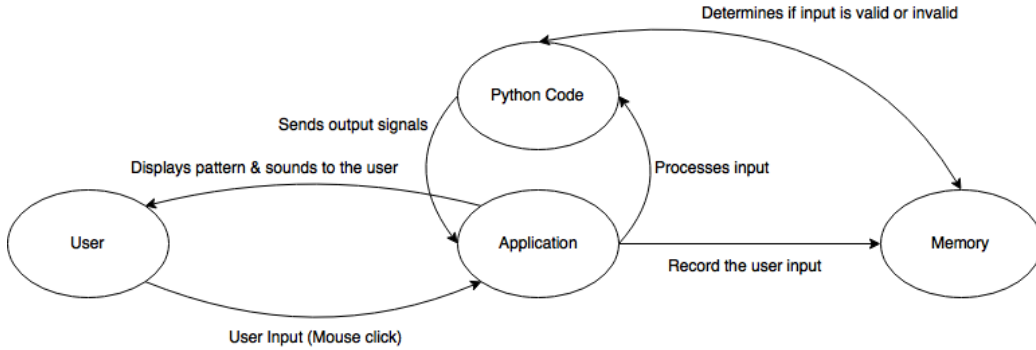 Determines if input is valid or invalid
Python Code
Sends output signals
Displays pattern & sounds to the user
Processes input
User
Application
Memory
Record the user input
User Input (Mouse click)